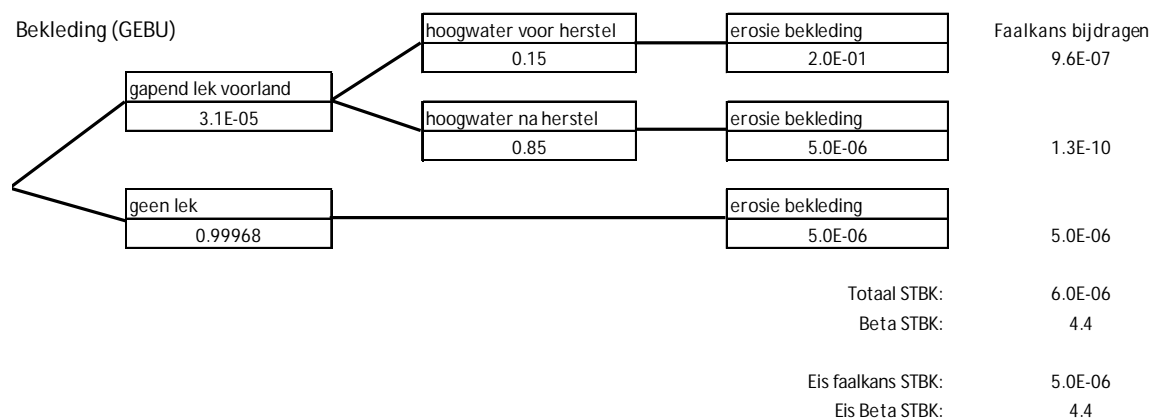 Bekleding (GEBU)
hoogwater voor herstel
erosie bekleding
Faalkans bijdragen
0.15
2.0E-01
9.6E-07
gapend lek voorland
3.1E-05
hoogwater na herstel
erosie bekleding
0.85
5.0E-06
1.3E-10
geen lek
erosie bekleding
0.99968
5.0E-06
5.0E-06
Totaal STBK:
6.0E-06
Beta STBK:
4.4
Eis faalkans STBK:
5.0E-06
Eis Beta STBK:
4.4